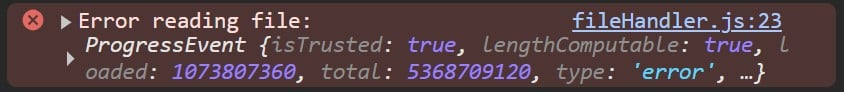 Error reading file: fileHandler.js:23
ProgressEvent {isTrusted: true, lengthComputable: true, l
oaded: 1073807360, total: 5368709120, type: 'error', …}